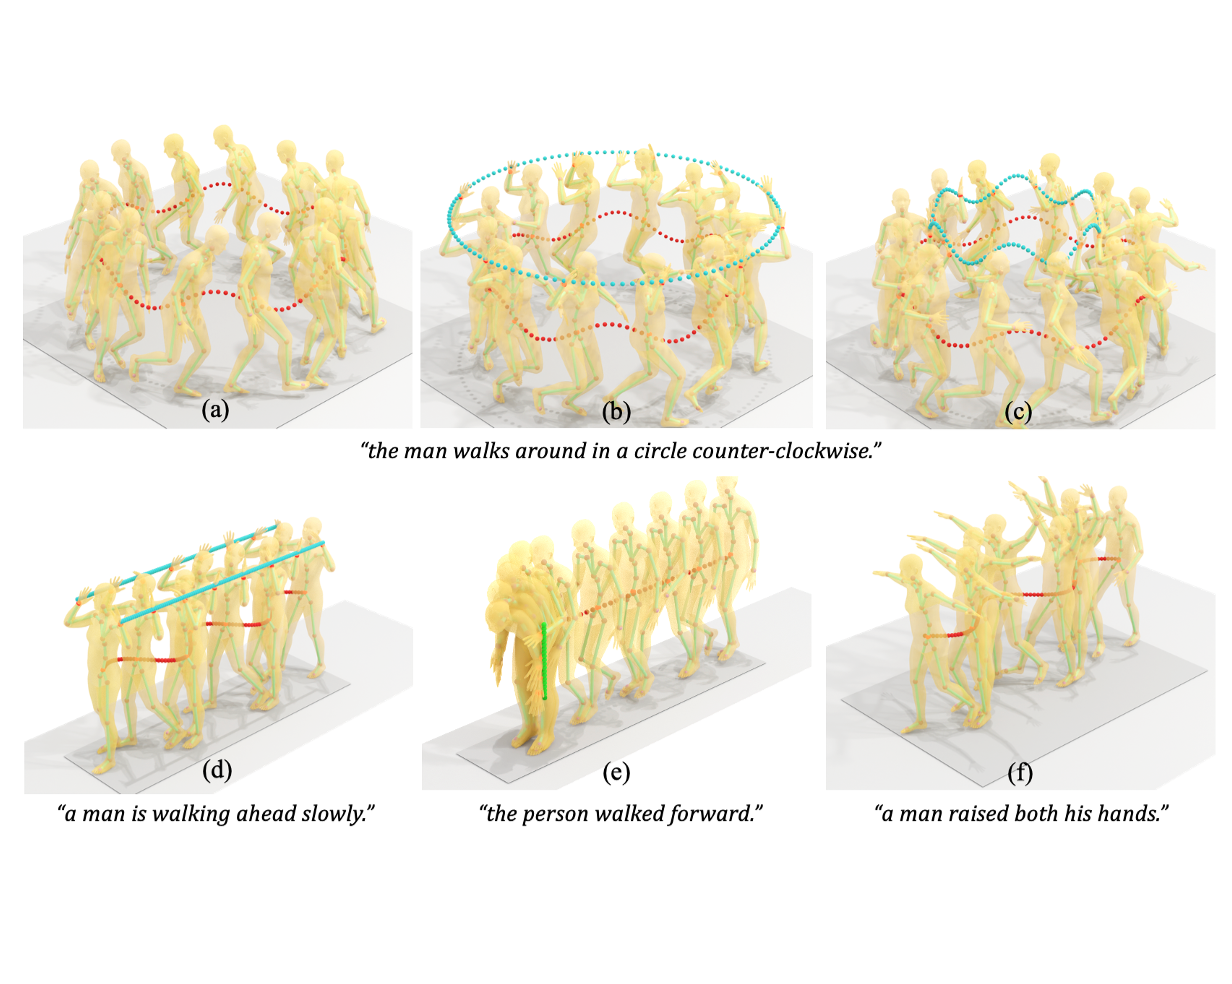 (a) (b) (c)
“the man walks around in a circle counter-clockwise.”
(d) (e) (f)
“a man is walking ahead slowly.” “the person walked forward.” “a man raised both his hands.”